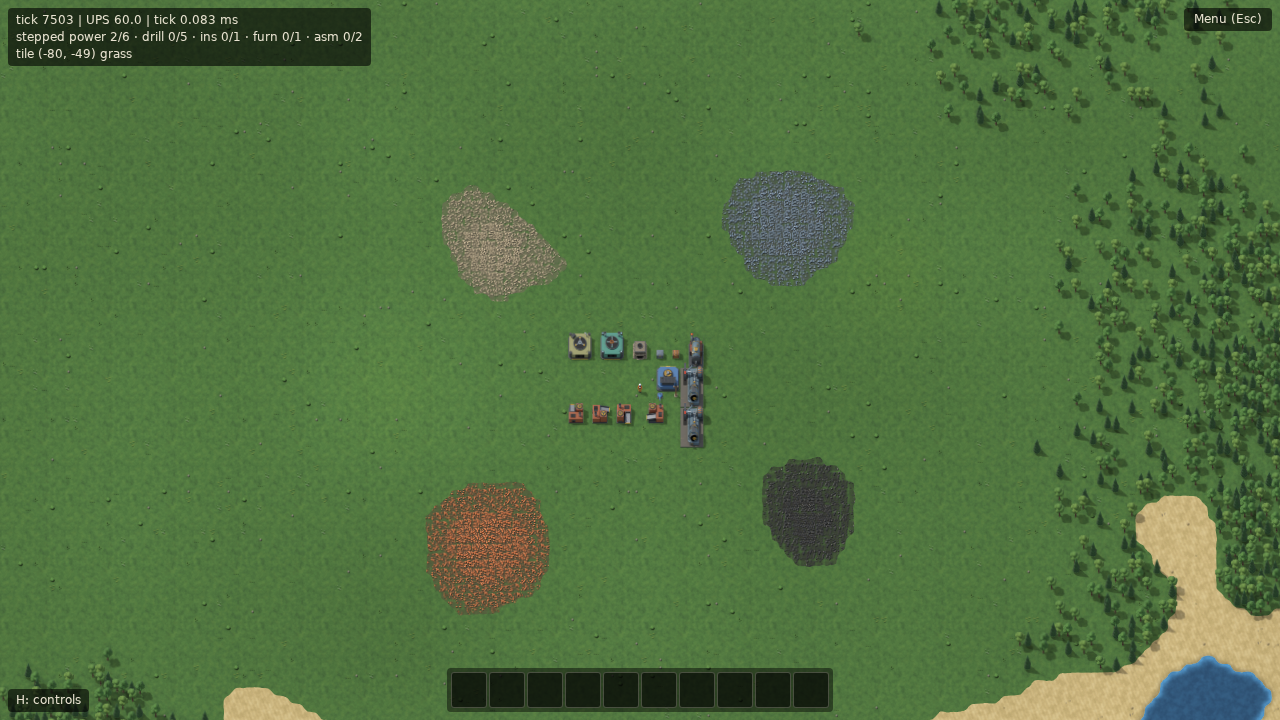 tick 7503 | UPS 60.0 | tick 0.083 ms
stepped power 2/6 · drill 0/5 · ins 0/1 · furn 0/1 · asm 0/2
tile (-80, -49) grass
Menu (Esc)
H: controls